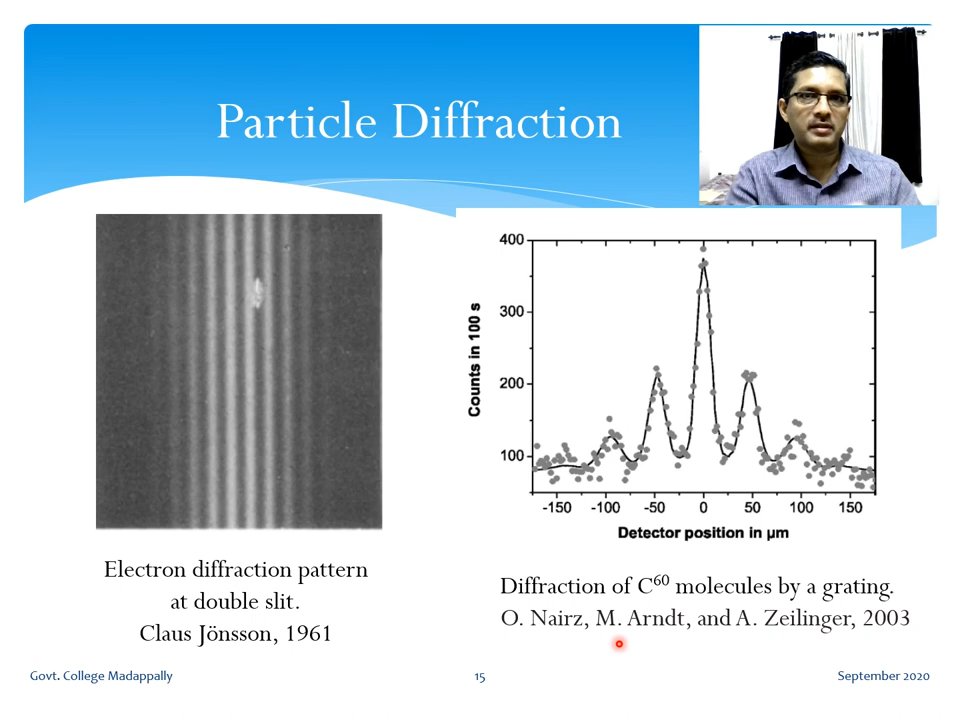 Particle Diffraction
400
300
200
100
Counts in 100 s
-150 -100 -50 0 50 100 150
Detector position in µm
Electron diffraction pattern
at double slit.
Claus Jönsson, 1961
Diffraction of C⁶⁰ molecules by a grating.
O. Nairz, M. Arndt, and A. Zeilinger, 2003
Govt. College Madappally
15
September 2020